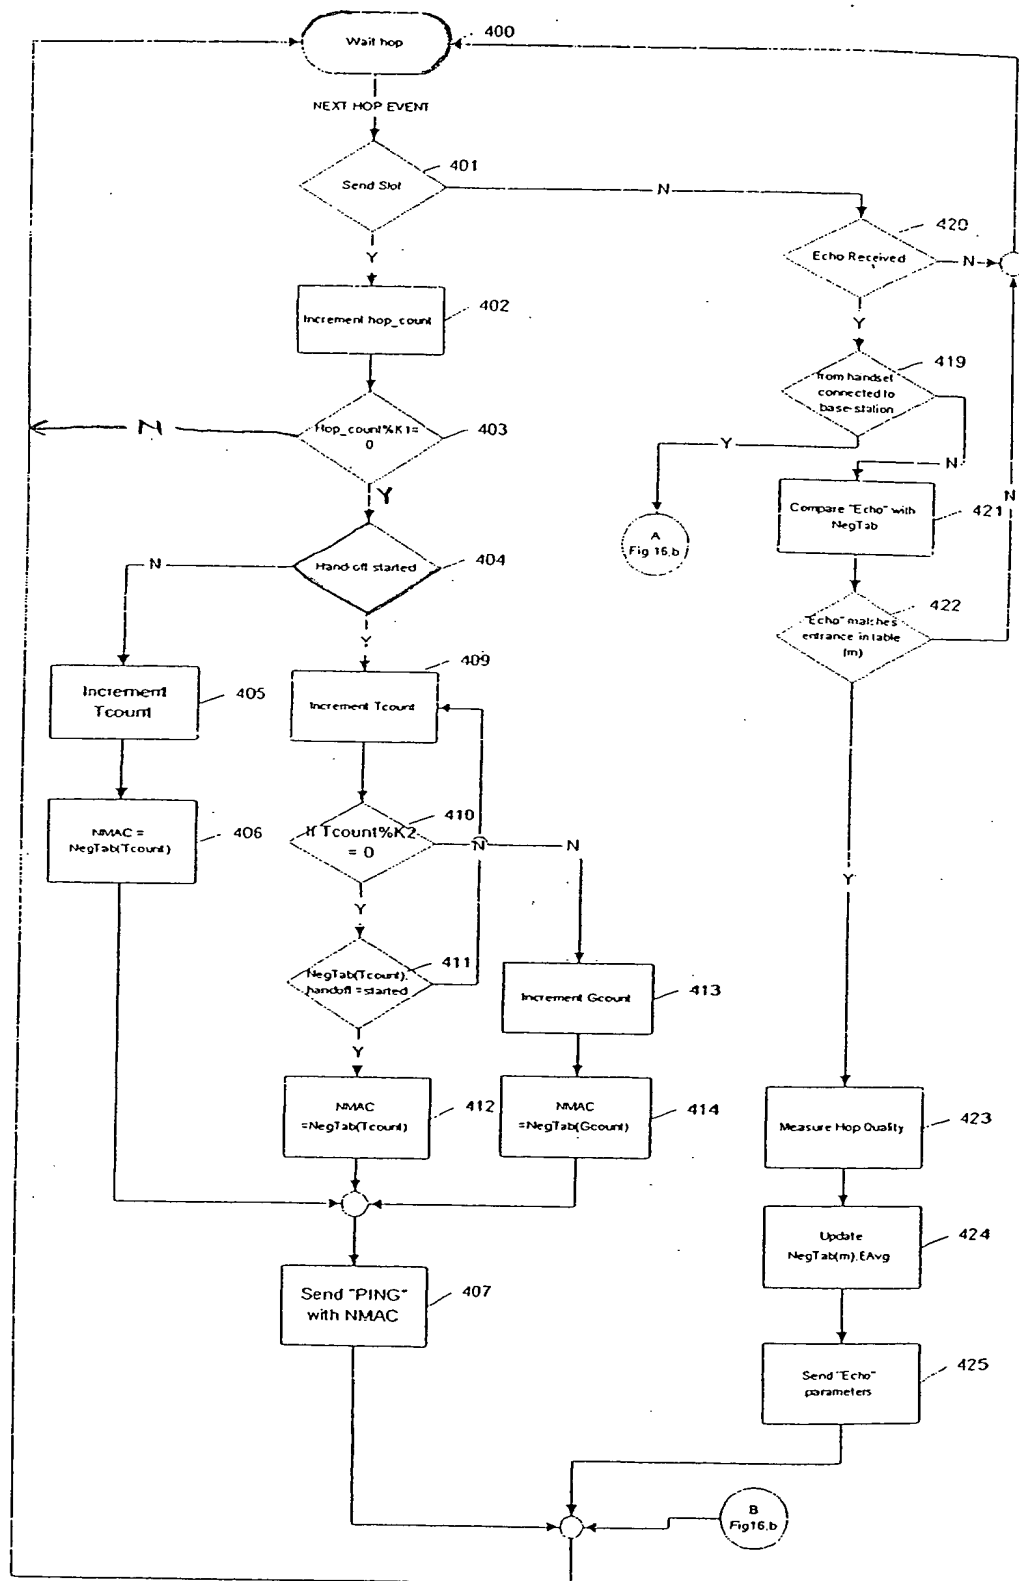 Wait hop
400
NEXT HOP EVENT
Send Slot
401
N
Y
Echo Received
420
N
Increment hop_count
402
Y
from handset
connected to
base-station
419
Hop_count%K1=
0
403
N
Y
Y
N
Compare "Echo" with
NegTab
421
N
A
Fig 16,b
Hand-off started
404
N
Y
"Echo" matches
entrance in table
(m)
422
Increment
Tcount
405
Increment Tcount
409
NMAC =
NegTab(Tcount)
406
If Tcount%K2
= 0
410
N
N
Y
Y
NegTab(Tcount).
handoff=started
411
Y
Increment Gcount
413
NMAC
=NegTab(Tcount)
412
NMAC
=NegTab(Gcount)
414
Measure Hop Quality
423
Update
NegTab(m).EAvg
424
Send "PING"
with NMAC
407
Send "Echo"
parameters
425
B
Fig16,b